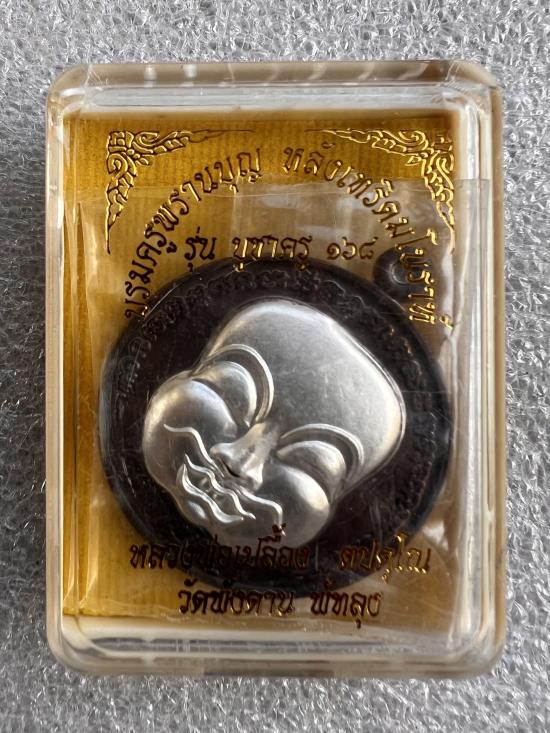 บรมครูพรานบุญ หลังเทริดมโนราห์
รุ่น บูชาครู ๑๖๘
หลวงพ่อเปลื้อง ตปคุโณ
วัดพังดาน พัทลุง